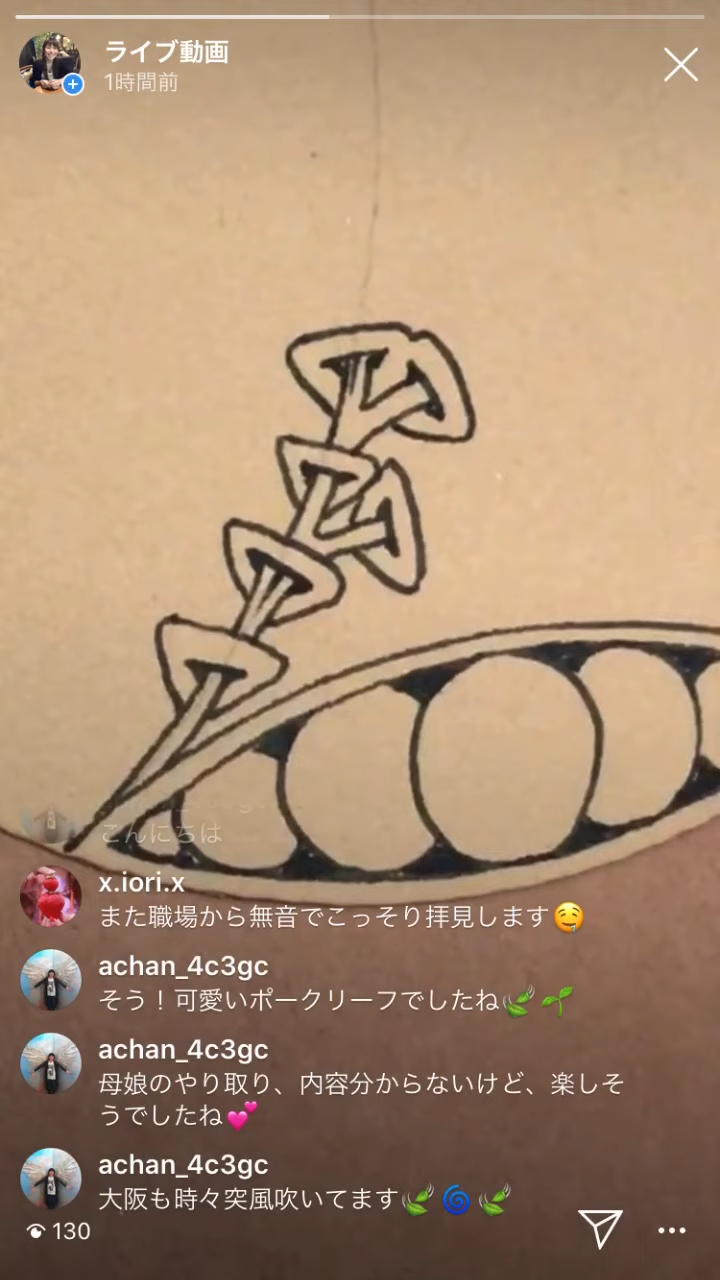 ライブ動画
1時間前
こんにちは
x.iori.x
また職場から無音でこっそり拝見します🤤
achan_4c3gc
そう！可愛いポークリーフでしたね🍃🌱
achan_4c3gc
母娘のやり取り、内容分からないけど、楽しそ
うでしたね💕
achan_4c3gc
大阪も時々突風吹いてます🍃🌀🍃
130